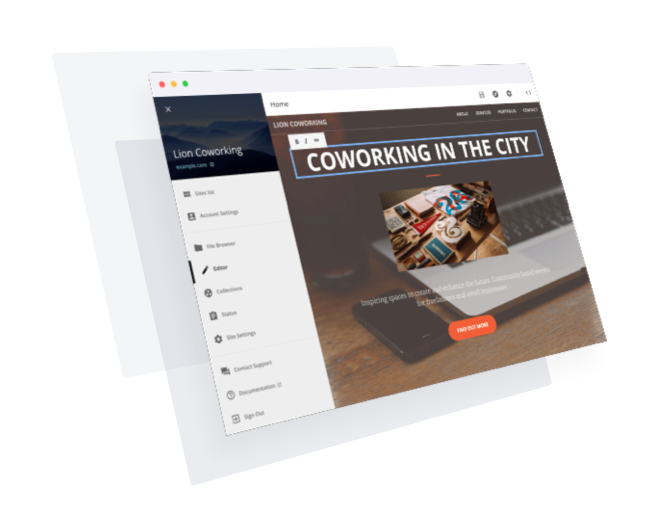 Home
Lion Coworking
example.com
Sites list
Account Settings
File Browser
Editor
Collections
Status
Site Settings
Contact Support
Documentation
Sign Out
LION COWORKING
ABOUT SERVICES PORTFOLIO CONTACT
B I
COWORKING IN THE CITY
Inspiring spaces to create and enhance the future. Community based events
for freelancers and small businesses
FIND OUT MORE